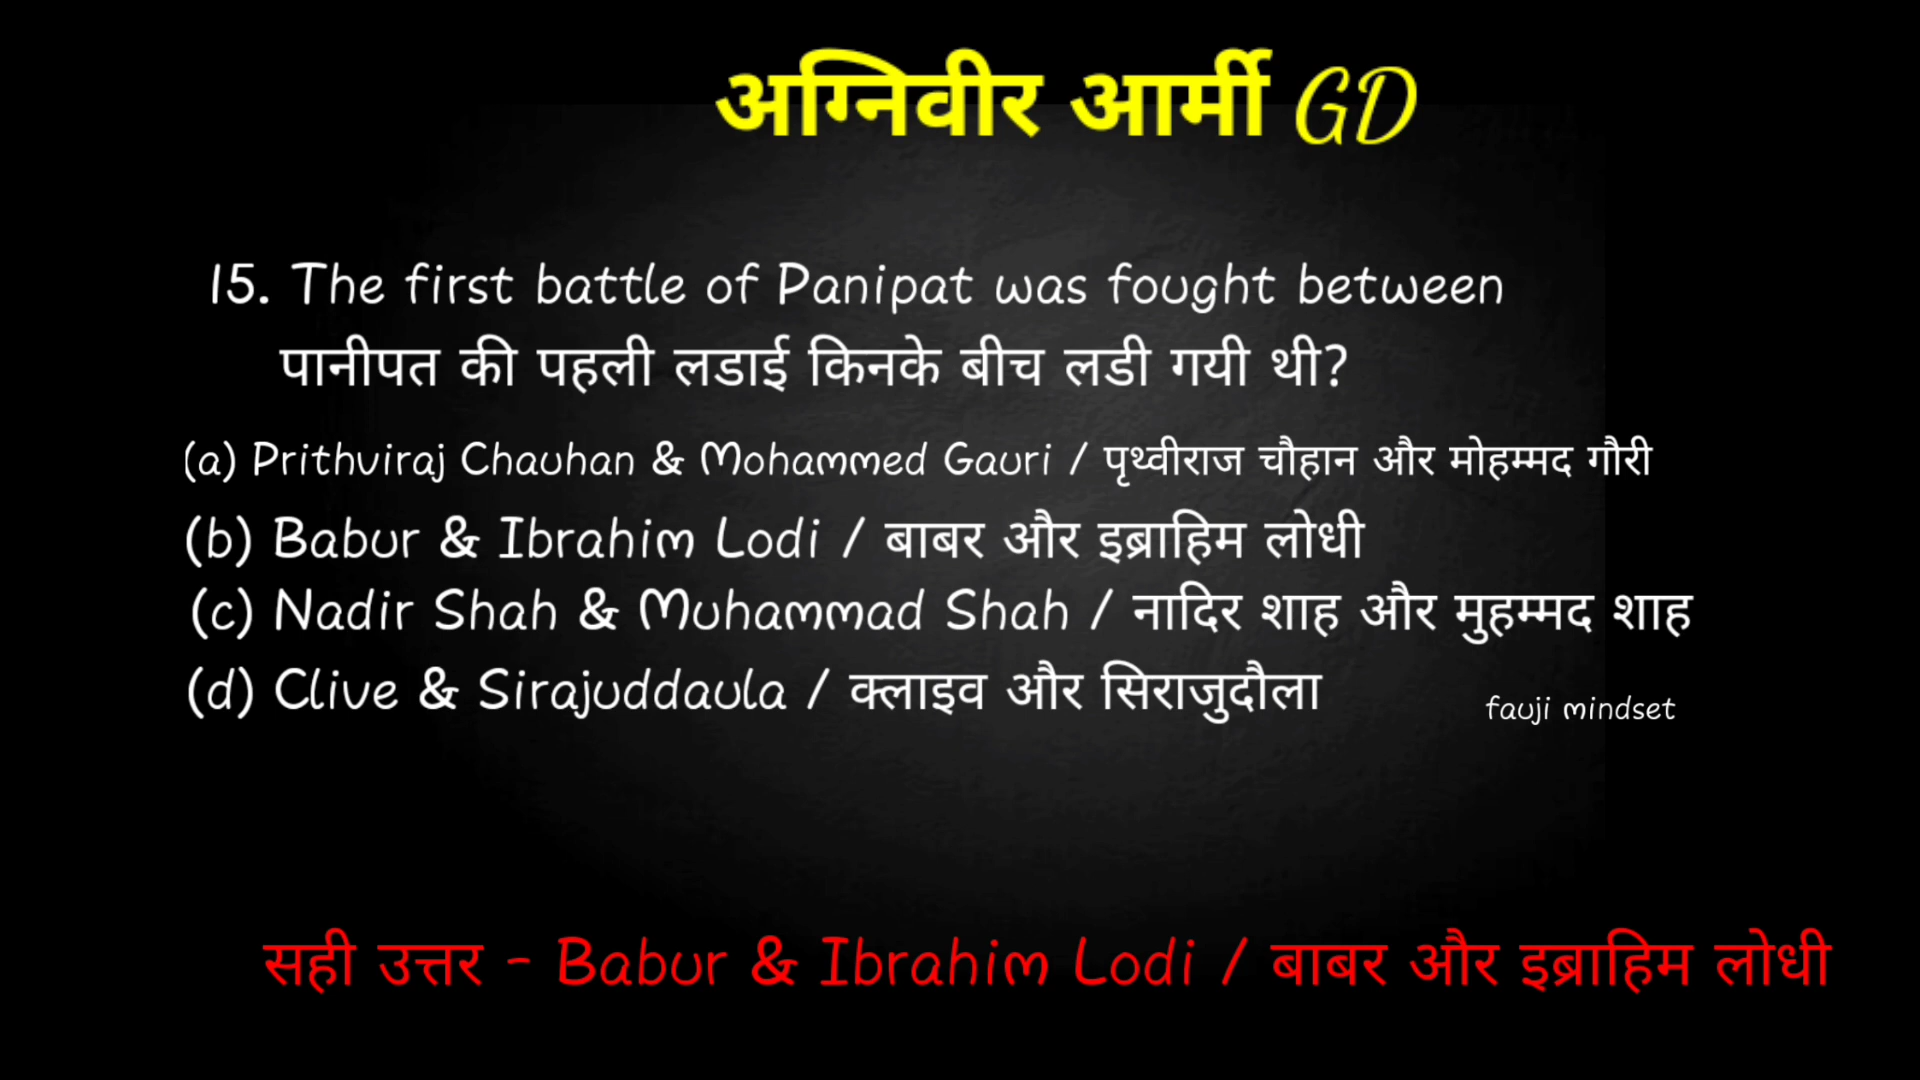 अग्निवीर आर्मी GD
15. The first battle of Panipat was fought between
पानीपत की पहली लडाई किनके बीच लडी गयी थी?
(a) Prithviraj Chauhan & Mohammed Gauri / पृथ्वीराज चौहान और मोहम्मद गौरी
(b) Babur & Ibrahim Lodi / बाबर और इब्राहिम लोधी
(c) Nadir Shah & Muhammad Shah / नादिर शाह और मुहम्मद शाह
(d) Clive & Sirajuddaula / क्लाइव और सिराजुदौला
fauji mindset
सही उत्तर - Babur & Ibrahim Lodi / बाबर और इब्राहिम लोधी